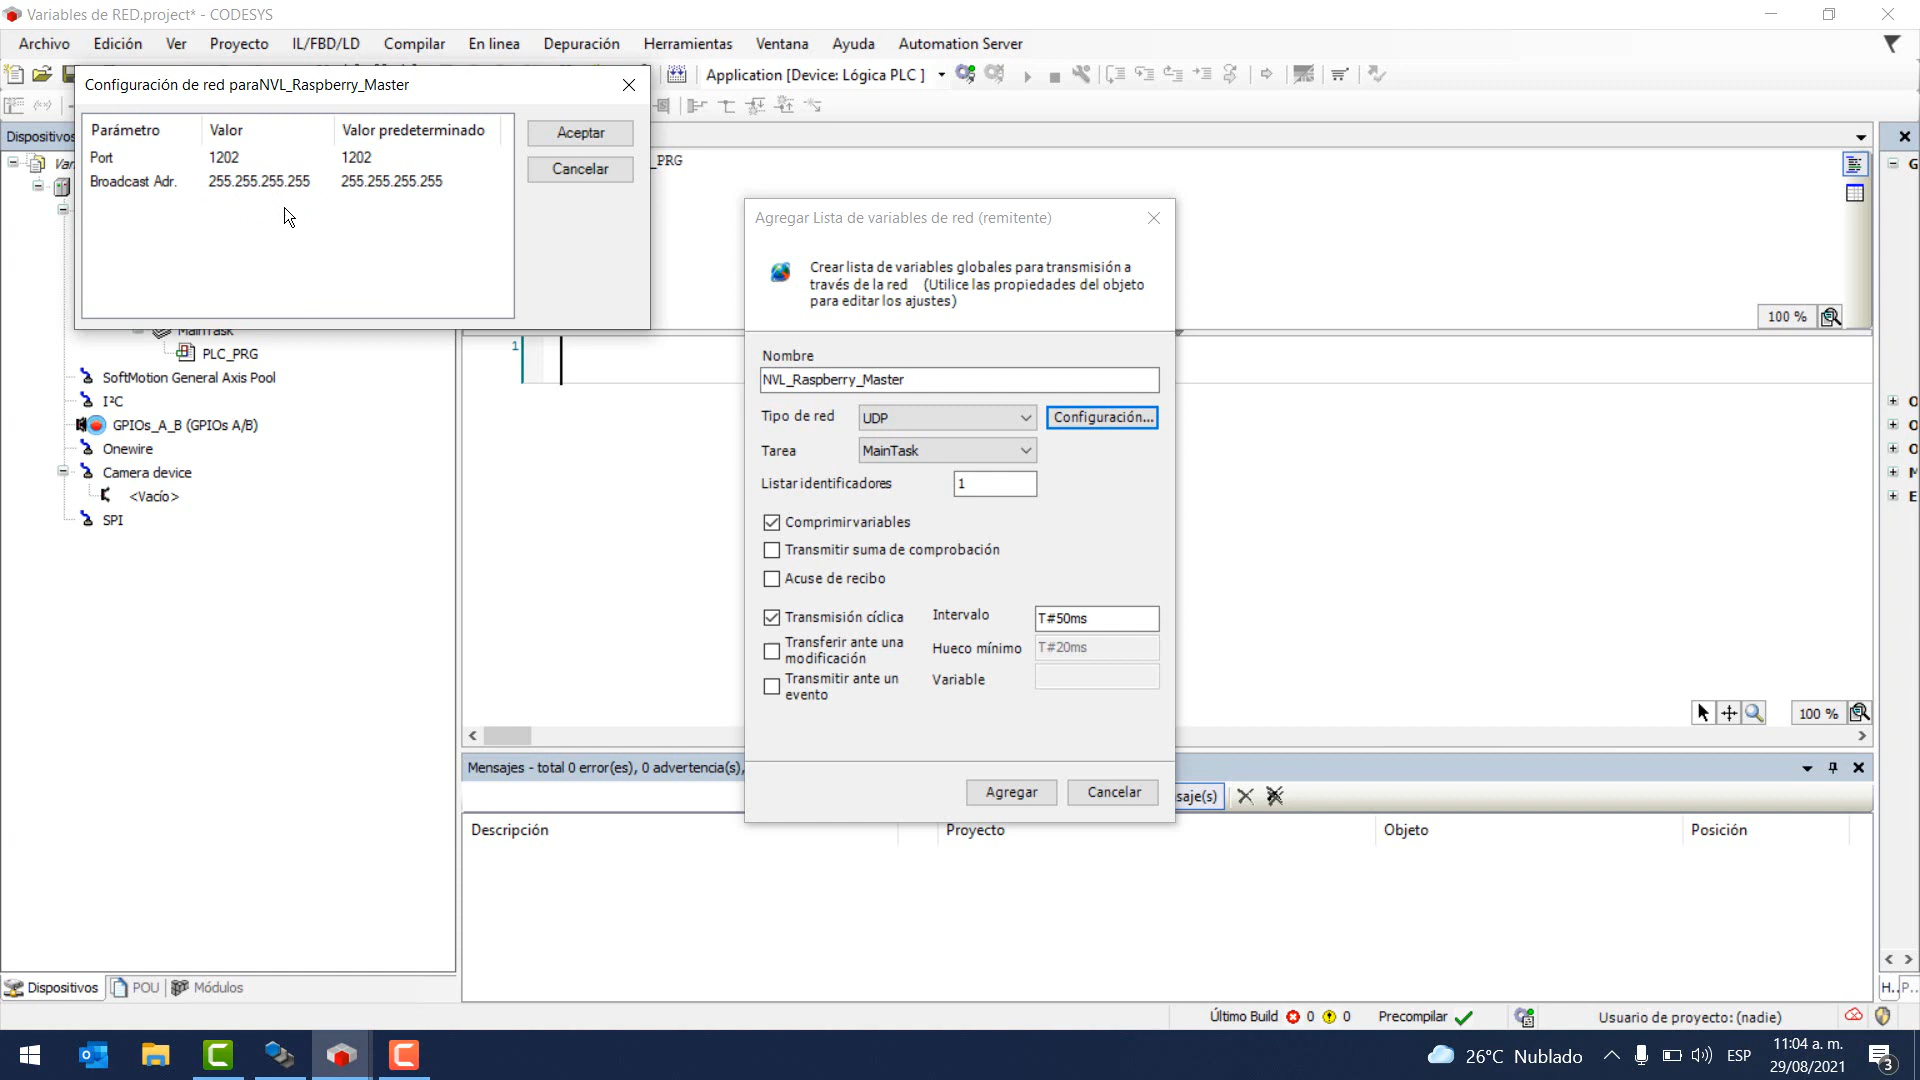 Variables de RED.project* - CODESYS
Archivo Edición Ver Proyecto IL/FBD/LD Compilar En linea Depuración Herramientas Ventana Ayuda Automation Server
Application [Device: Lógica PLC ]
Configuración de red paraNVL_Raspberry_Master
Parámetro Valor Valor predeterminado
Port 1202 1202
Broadcast Adr. 255.255.255.255 255.255.255.255
Aceptar
Cancelar
Dispositivos
_PRG
100 %
MainTask
PLC_PRG
SoftMotion General Axis Pool
I²C
GPIOs_A_B (GPIOs A/B)
Onewire
Camera device
<Vacío>
SPI
1
Agregar Lista de variables de red (remitente)
Crear lista de variables globales para transmisión a
través de la red (Utilice las propiedades del objeto
para editar los ajustes)
Nombre
NVL_Raspberry_Master
Tipo de red UDP Configuración...
Tarea MainTask
Listar identificadores 1
Comprimir variables
Transmitir suma de comprobación
Acuse de recibo
Transmisión cíclica Intervalo T#50ms
Transferir ante una
modificación Hueco mínimo T#20ms
Transmitir ante un
evento Variable
Agregar Cancelar
100 %
Mensajes - total 0 error(es), 0 advertencia(s),
saje(s)
Descripción Proyecto Objeto Posición
Dispositivos POU Módulos
H.. P..
Último Build 0 0 Precompilar Usuario de proyecto: (nadie)
26°C Nublado ESP
11:04 a. m.
29/08/2021
3